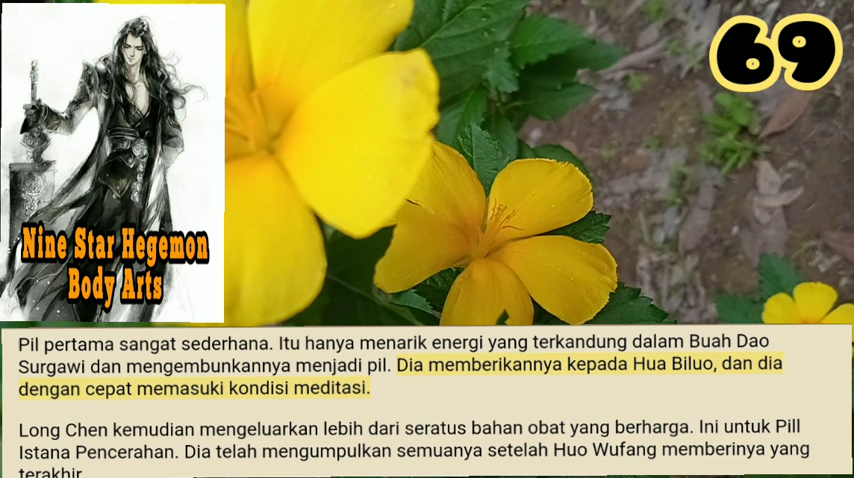 69
Nine Star Hegemon
Body Arts
Pil pertama sangat sederhana. Itu hanya menarik energi yang terkandung dalam Buah Dao
Surgawi dan mengembunkannya menjadi pil. Dia memberikannya kepada Hua Biluo, dan dia
dengan cepat memasuki kondisi meditasi.
Long Chen kemudian mengeluarkan lebih dari seratus bahan obat yang berharga. Ini untuk Pill
Istana Pencerahan. Dia telah mengumpulkan semuanya setelah Huo Wufang memberinya yang
terakhir